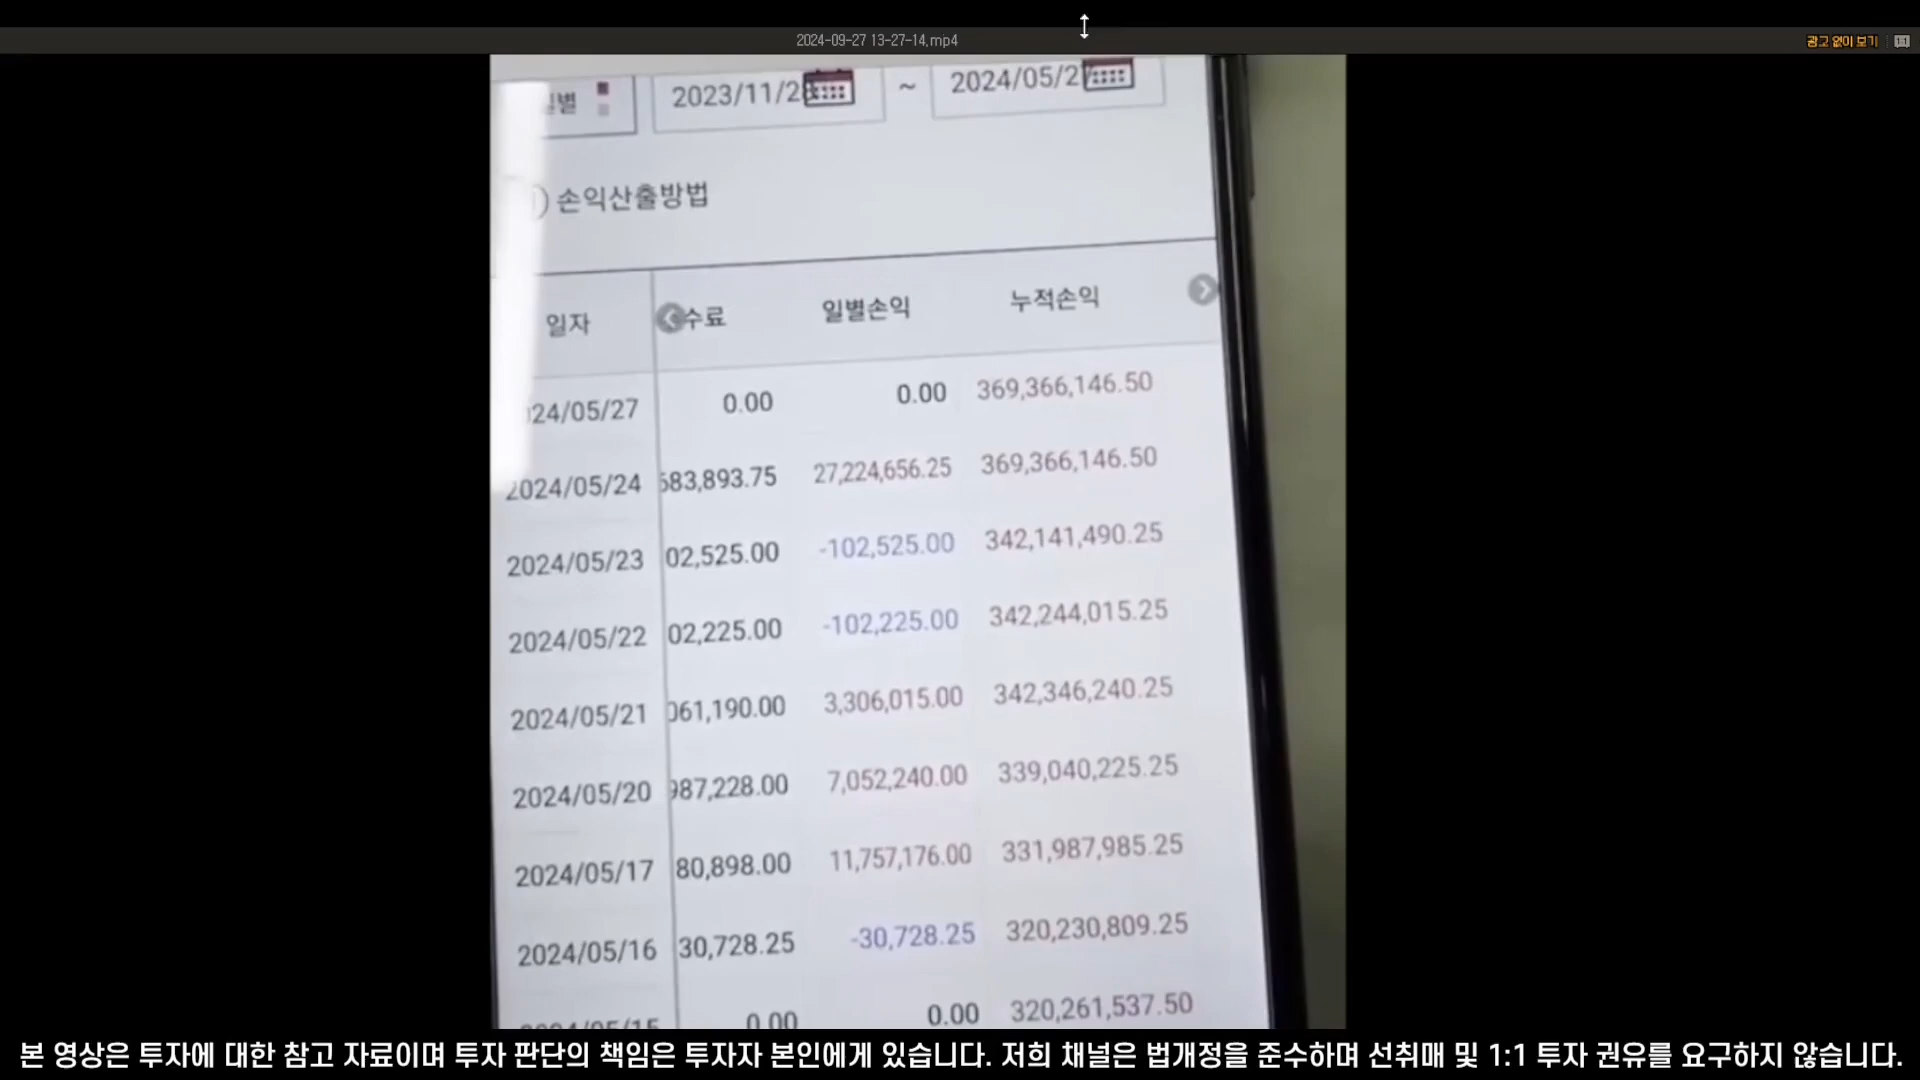 2024-09-27 13-27-14.mp4
광고 없이 보기
별 2023/11/28 ~ 2024/05/27
손익산출방법
일자 수료 일별손익 누적손익
24/05/27 0.00 0.00 369,366,146.50
2024/05/24 683,893.75 27,224,656.25 369,366,146.50
2024/05/23 02,525.00 -102,525.00 342,141,490.25
2024/05/22 02,225.00 -102,225.00 342,244,015.25
2024/05/21 061,190.00 3,306,015.00 342,346,240.25
2024/05/20 987,228.00 7,052,240.00 339,040,225.25
2024/05/17 80,898.00 11,757,176.00 331,987,985.25
2024/05/16 30,728.25 -30,728.25 320,230,809.25
2024/05/15 0.00 0.00 320,261,537.50
본 영상은 투자에 대한 참고 자료이며 투자 판단의 책임은 투자자 본인에게 있습니다. 저희 채널은 법개정을 준수하며 선취매 및 1:1 투자 권유를 요구하지 않습니다.